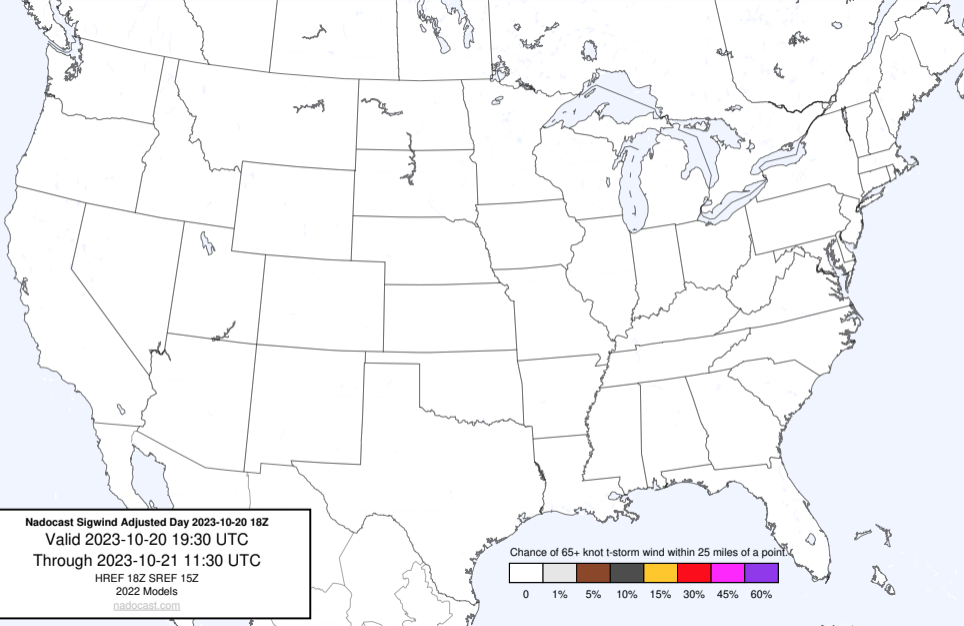 Nadocast Sigwind Adjusted Day 2023-10-20 18Z
Valid 2023-10-20 19:30 UTC
Through 2023-10-21 11:30 UTC
HREF 18Z SREF 15Z
2022 Models
nadocast.com
Chance of 65+ knot t-storm wind within 25 miles of a point.
0 1% 5% 10% 15% 30% 45% 60%